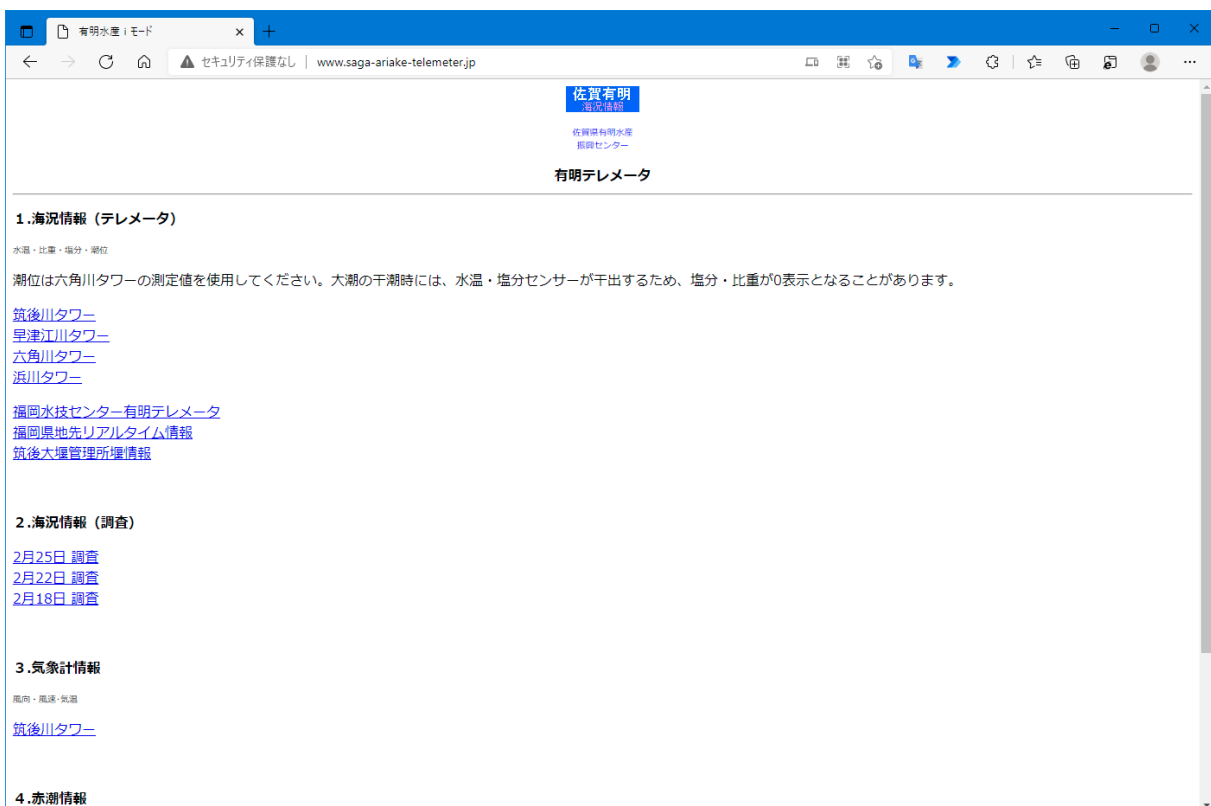 有明水産ｉモード
セキュリティ保護なし | www.saga-ariake-telemeter.jp
佐賀有明
海況情報
佐賀県有明水産
振興センター
有明テレメータ
１.海況情報（テレメータ）
水温・比重・塩分・潮位
潮位は六角川タワーの測定値を使用してください。大潮の干潮時には、水温・塩分センサーが干出するため、塩分・比重が0表示となることがあります。
筑後川タワー
早津江川タワー
六角川タワー
浜川タワー
福岡水技センター有明テレメータ
福岡県地先リアルタイム情報
筑後大堰管理所堰情報
２.海況情報（調査）
2月25日 調査
2月22日 調査
2月18日 調査
３.気象計情報
風向・風速･気温
筑後川タワー
４.赤潮情報